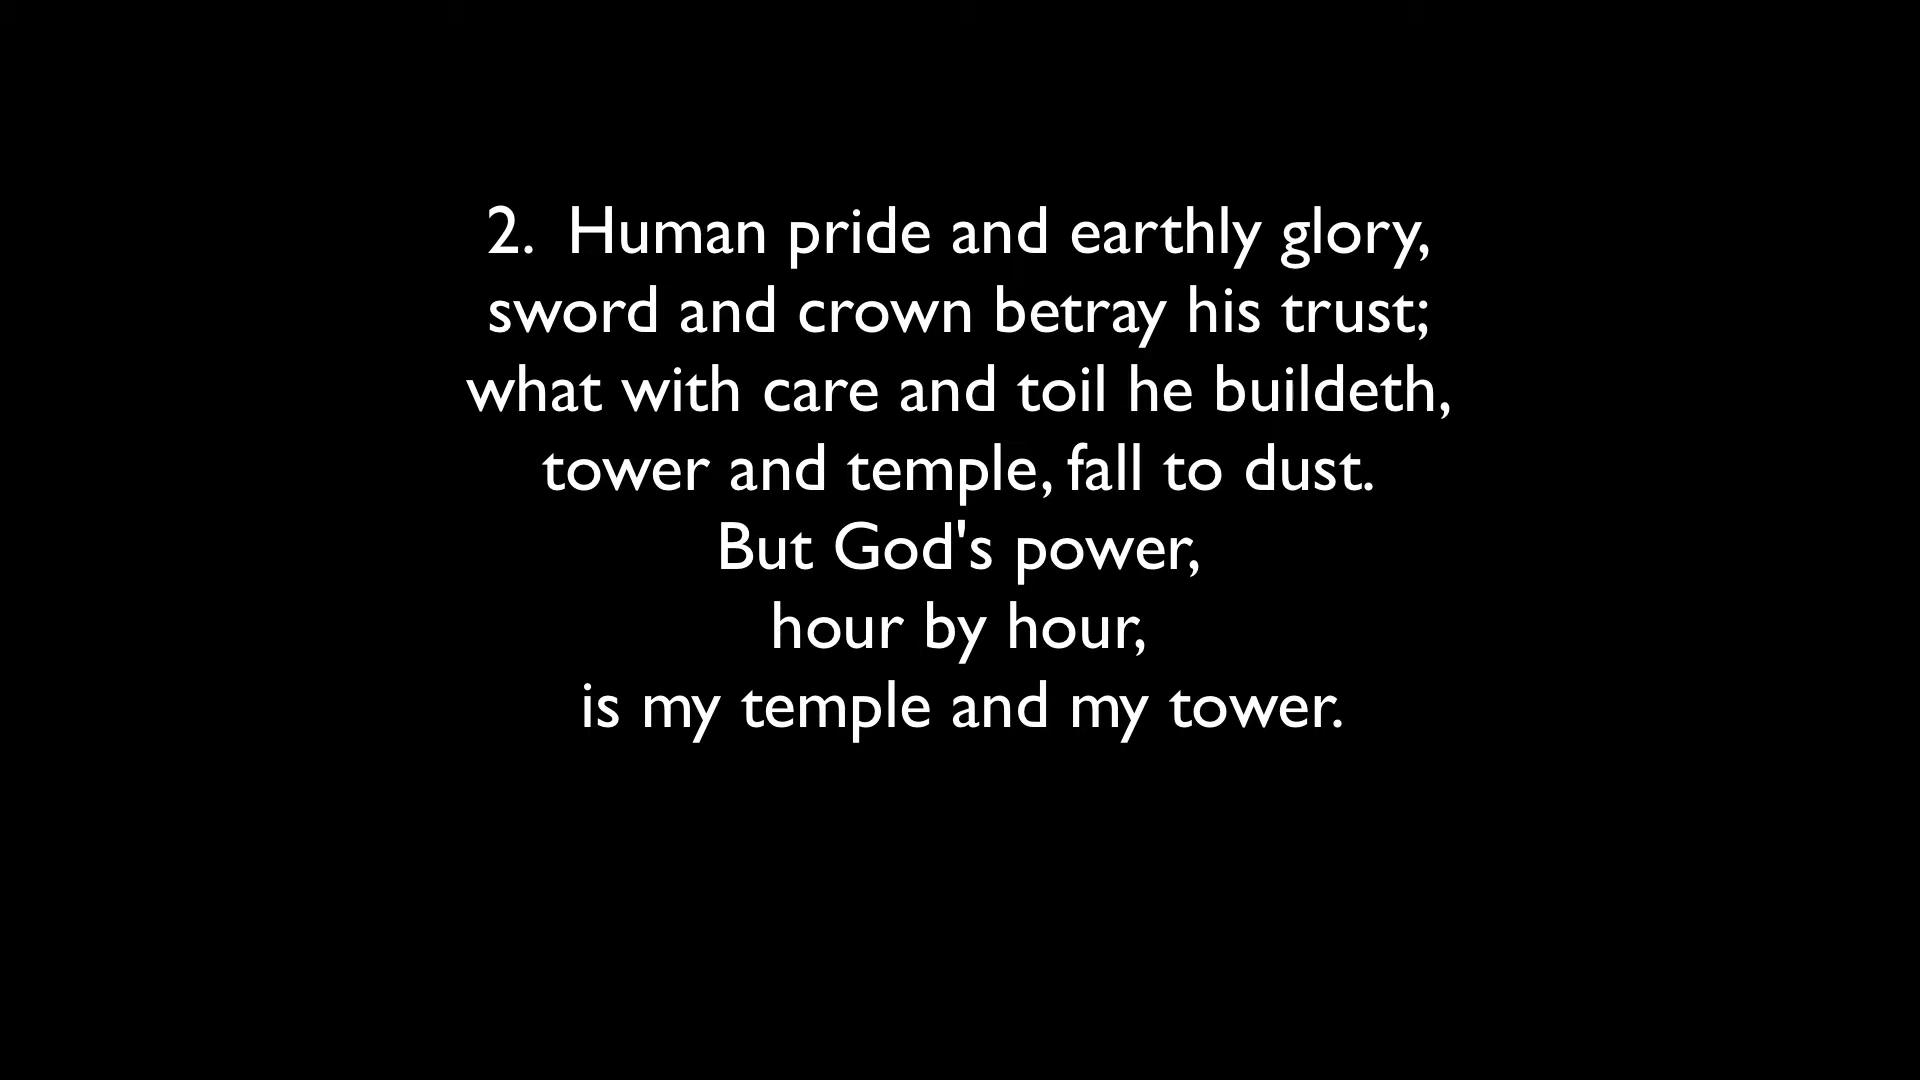 2. Human pride and earthly glory,
sword and crown betray his trust;
what with care and toil he buildeth,
tower and temple, fall to dust.
But God's power,
hour by hour,
is my temple and my tower.